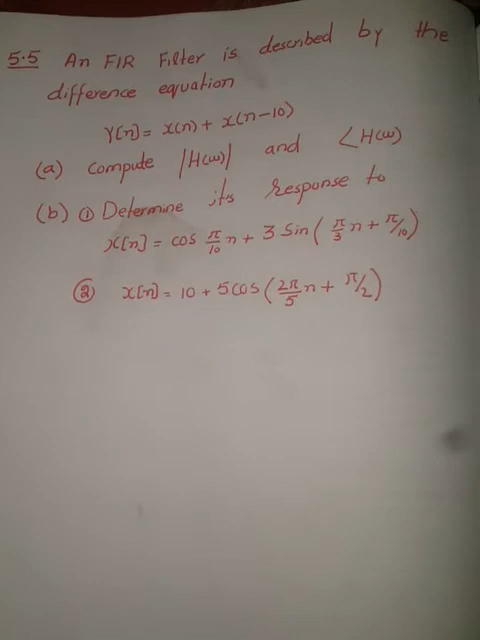 5.5 An FIR Filter is described by the
difference equation
Y[n] = x(n) + x(n-10)
(a) compute |H(ω)| and ∠H(ω)
(b) ① Determine its response to
x[n] = cos π/10 n + 3 sin (π/3 n + π/10)
② x[n] = 10 + 5 cos (2π/5 n + π/2)